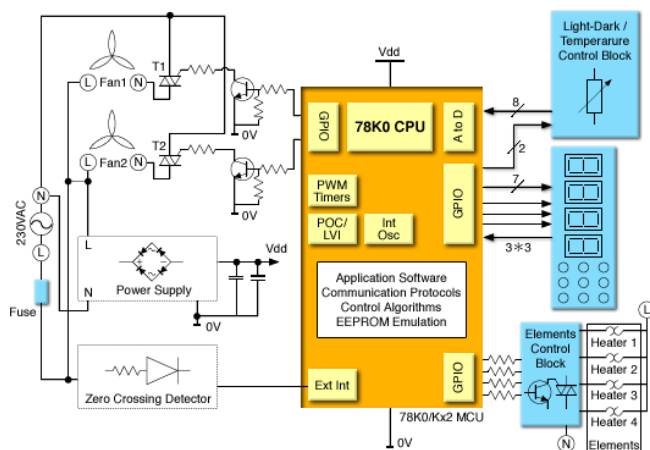 T1
L
Fan1
N
T2
L
Fan2
N
0V
0V
N
230VAC
L
Fuse
L
N
Power Supply
Vdd
0V
Zero Crossing Detector
Vdd
GPIO
78K0 CPU
A to D
PWM
Timers
POC/
LVI
Int
Osc
GPIO
Application Software
Communication Protocols
Control Algorithms
EEPROM Emulation
Ext Int
GPIO
78K0/Kx2 MCU
0V
8
2
7
3*3
Light-Dark /
Temperarure
Control Block
Elements
Control
Block
N
L
Heater 1
Heater 2
Heater 3
Heater 4
Elements